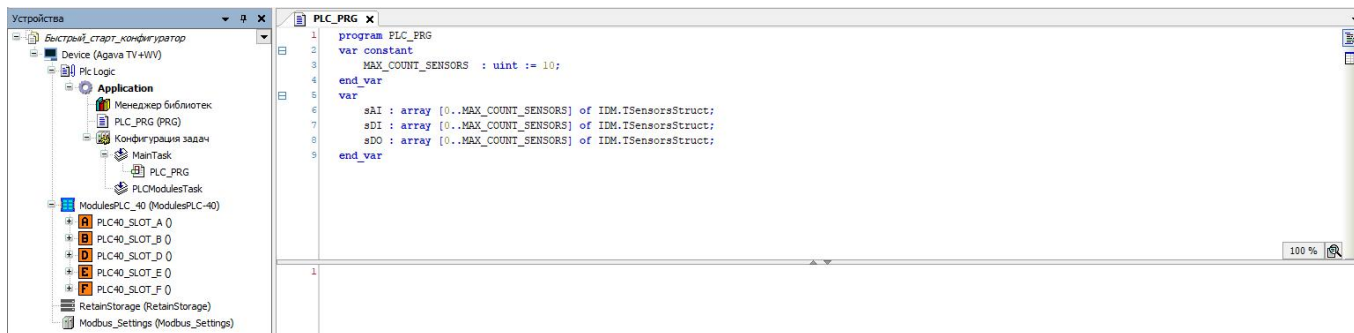 Устройства
Быстрый_старт_конфигуратор
Device (Agava TV+WV)
Plc Logic
Application
Менеджер библиотек
PLC_PRG (PRG)
Конфигурация задач
MainTask
PLC_PRG
PLCModulesTask
ModulesPLC_40 (ModulesPLC-40)
A PLC40_SLOT_A ()
B PLC40_SLOT_B ()
D PLC40_SLOT_D ()
E PLC40_SLOT_E ()
F PLC40_SLOT_F ()
RetainStorage (RetainStorage)
Modbus_Settings (Modbus_Settings)
PLC_PRG X
1 program PLC_PRG
2 var constant
3 MAX_COUNT_SENSORS : uint := 10;
4 end_var
5 var
6 sAI : array [0..MAX_COUNT_SENSORS] of IDM.TSensorsStruct;
7 sDI : array [0..MAX_COUNT_SENSORS] of IDM.TSensorsStruct;
8 sDO : array [0..MAX_COUNT_SENSORS] of IDM.TSensorsStruct;
9 end_var
100 %
1